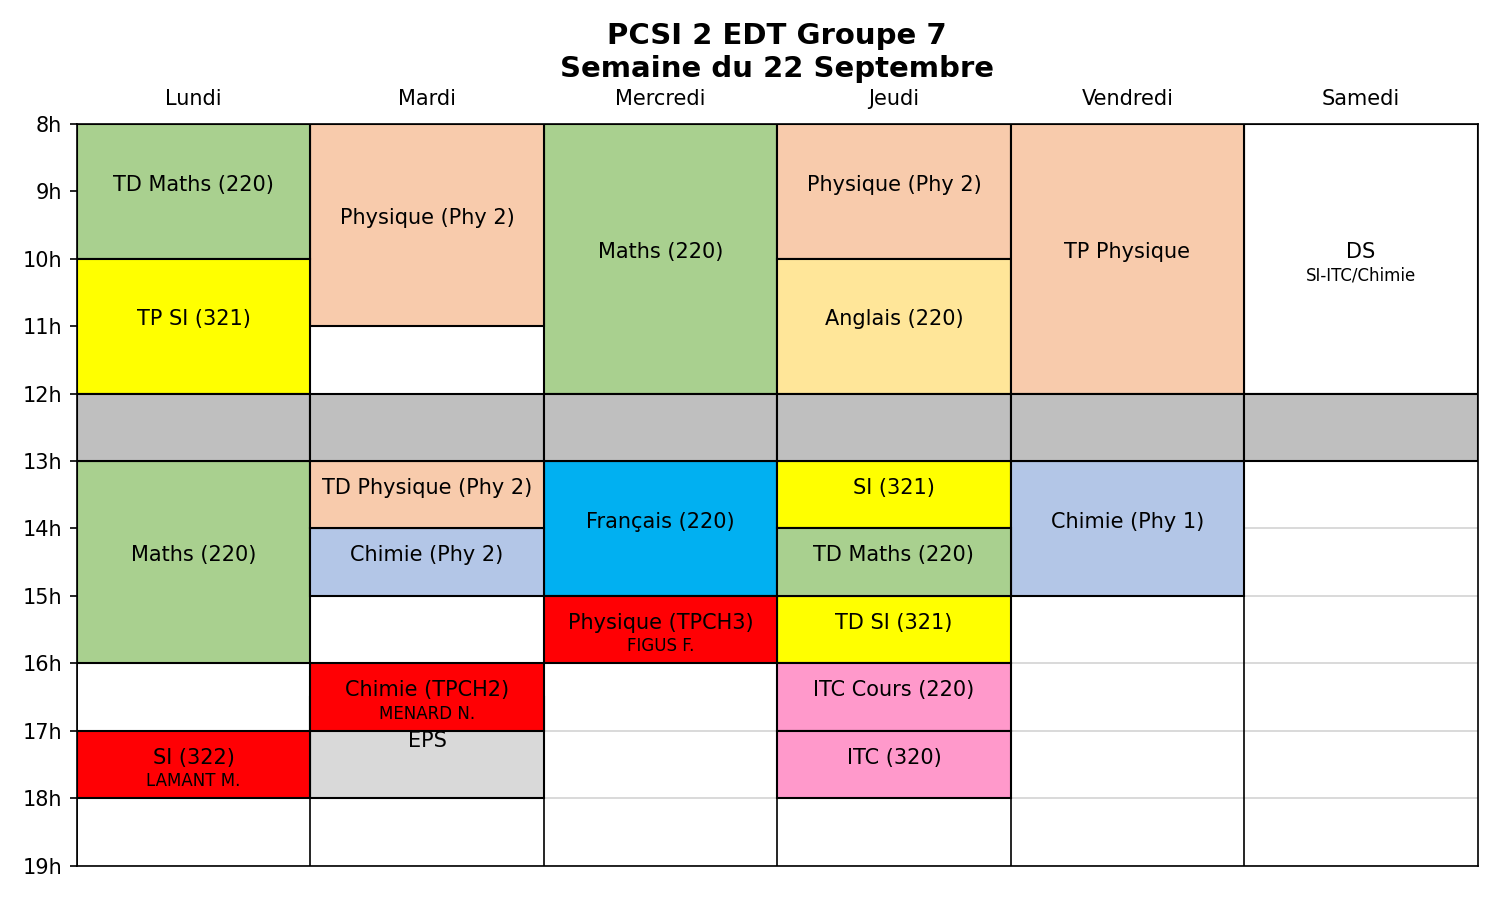 PCSI 2 EDT Groupe 7
Semaine du 22 Septembre
Lundi Mardi Mercredi Jeudi Vendredi Samedi
8h
TD Maths (220) Physique (Phy 2)
9h
Physique (Phy 2)
Maths (220) TP Physique DS
10h
SI-ITC/Chimie
TP SI (321) Anglais (220)
11h
12h
13h
TD Physique (Phy 2) SI (321)
Français (220) Chimie (Phy 1)
14h
Maths (220) Chimie (Phy 2) TD Maths (220)
15h
Physique (TPCH3) TD SI (321)
FIGUS F.
16h
Chimie (TPCH2) ITC Cours (220)
MENARD N.
17h
EPS
SI (322) ITC (320)
LAMANT M.
18h
19h